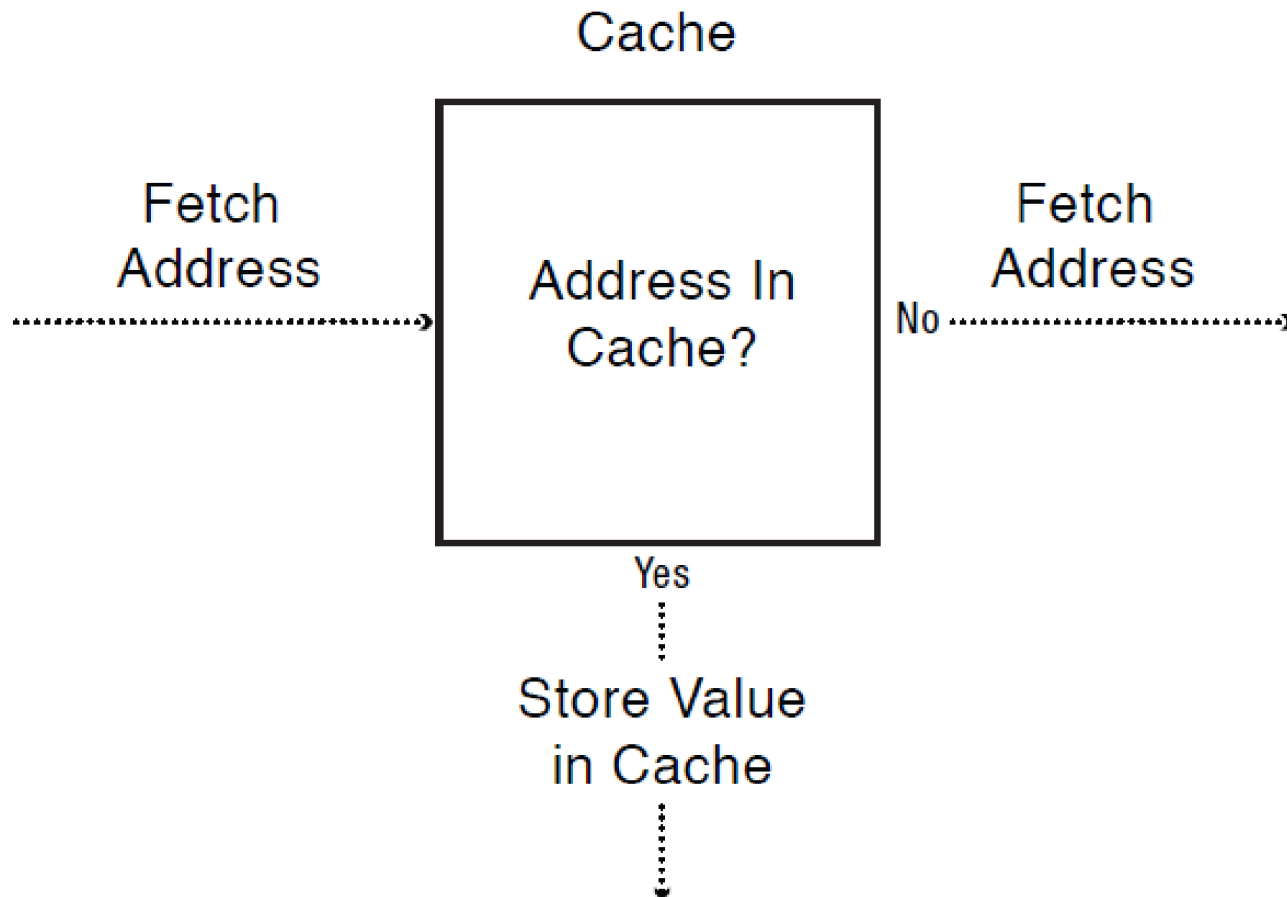 Cache
Fetch
Address
Address In
Cache?
No
Fetch
Address
Yes
Store Value
in Cache